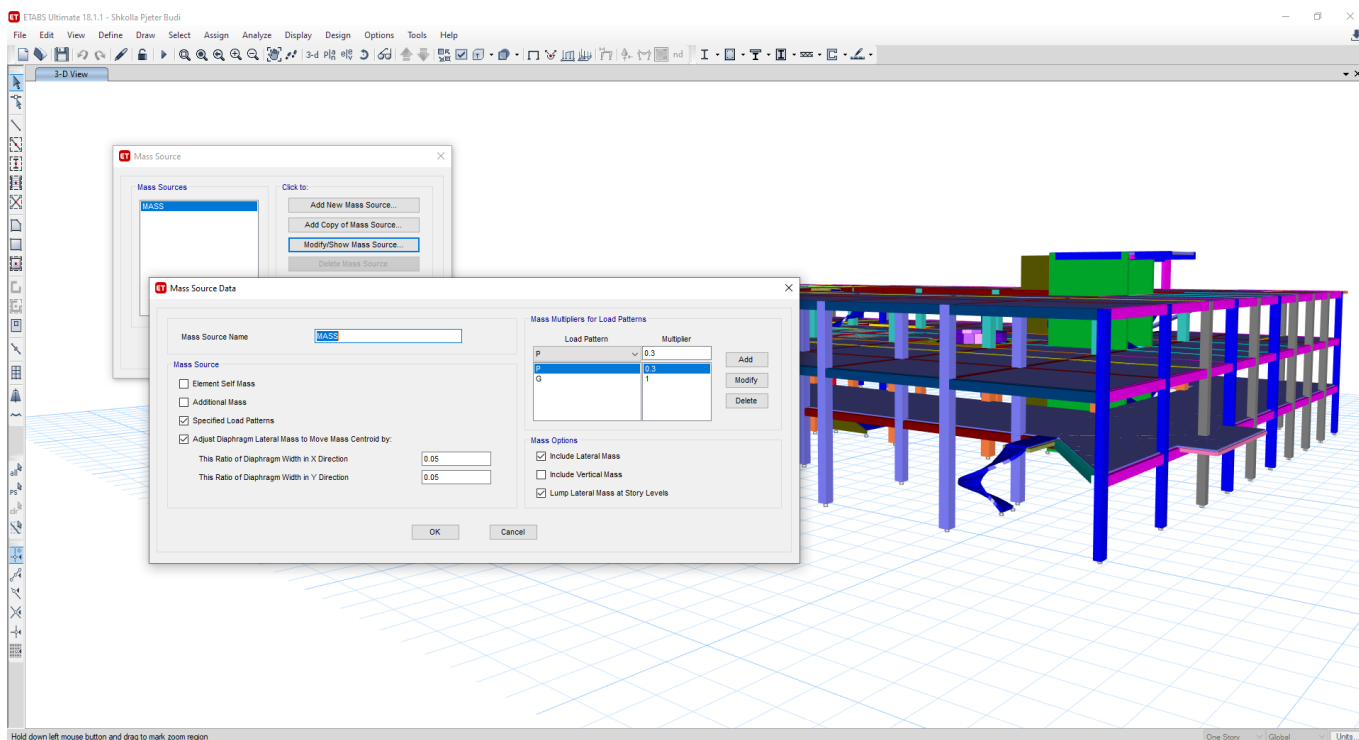 ET ETABS Ultimate 18.1.1 - Shkolla Pjeter Budi
File Edit View Define Draw Select Assign Analyze Display Design Options Tools Help
3-d
nd
3-D View
ET Mass Source
Mass Sources
MASS
Click to:
Add New Mass Source...
Add Copy of Mass Source...
Modify/Show Mass Source...
Delete Mass Source
ET Mass Source Data
Mass Source Name MASS
Mass Source
Element Self Mass
Additional Mass
Specified Load Patterns
Adjust Diaphragm Lateral Mass to Move Mass Centroid by:
This Ratio of Diaphragm Width in X Direction 0.05
This Ratio of Diaphragm Width in Y Direction 0.05
Mass Multipliers for Load Patterns
Load Pattern Multiplier
P 0.3
P 0.3
G 1
Add
Modify
Delete
Mass Options
Include Lateral Mass
Include Vertical Mass
Lump Lateral Mass at Story Levels
OK Cancel
Hold down left mouse button and drag to mark zoom region
One Story Global Units...